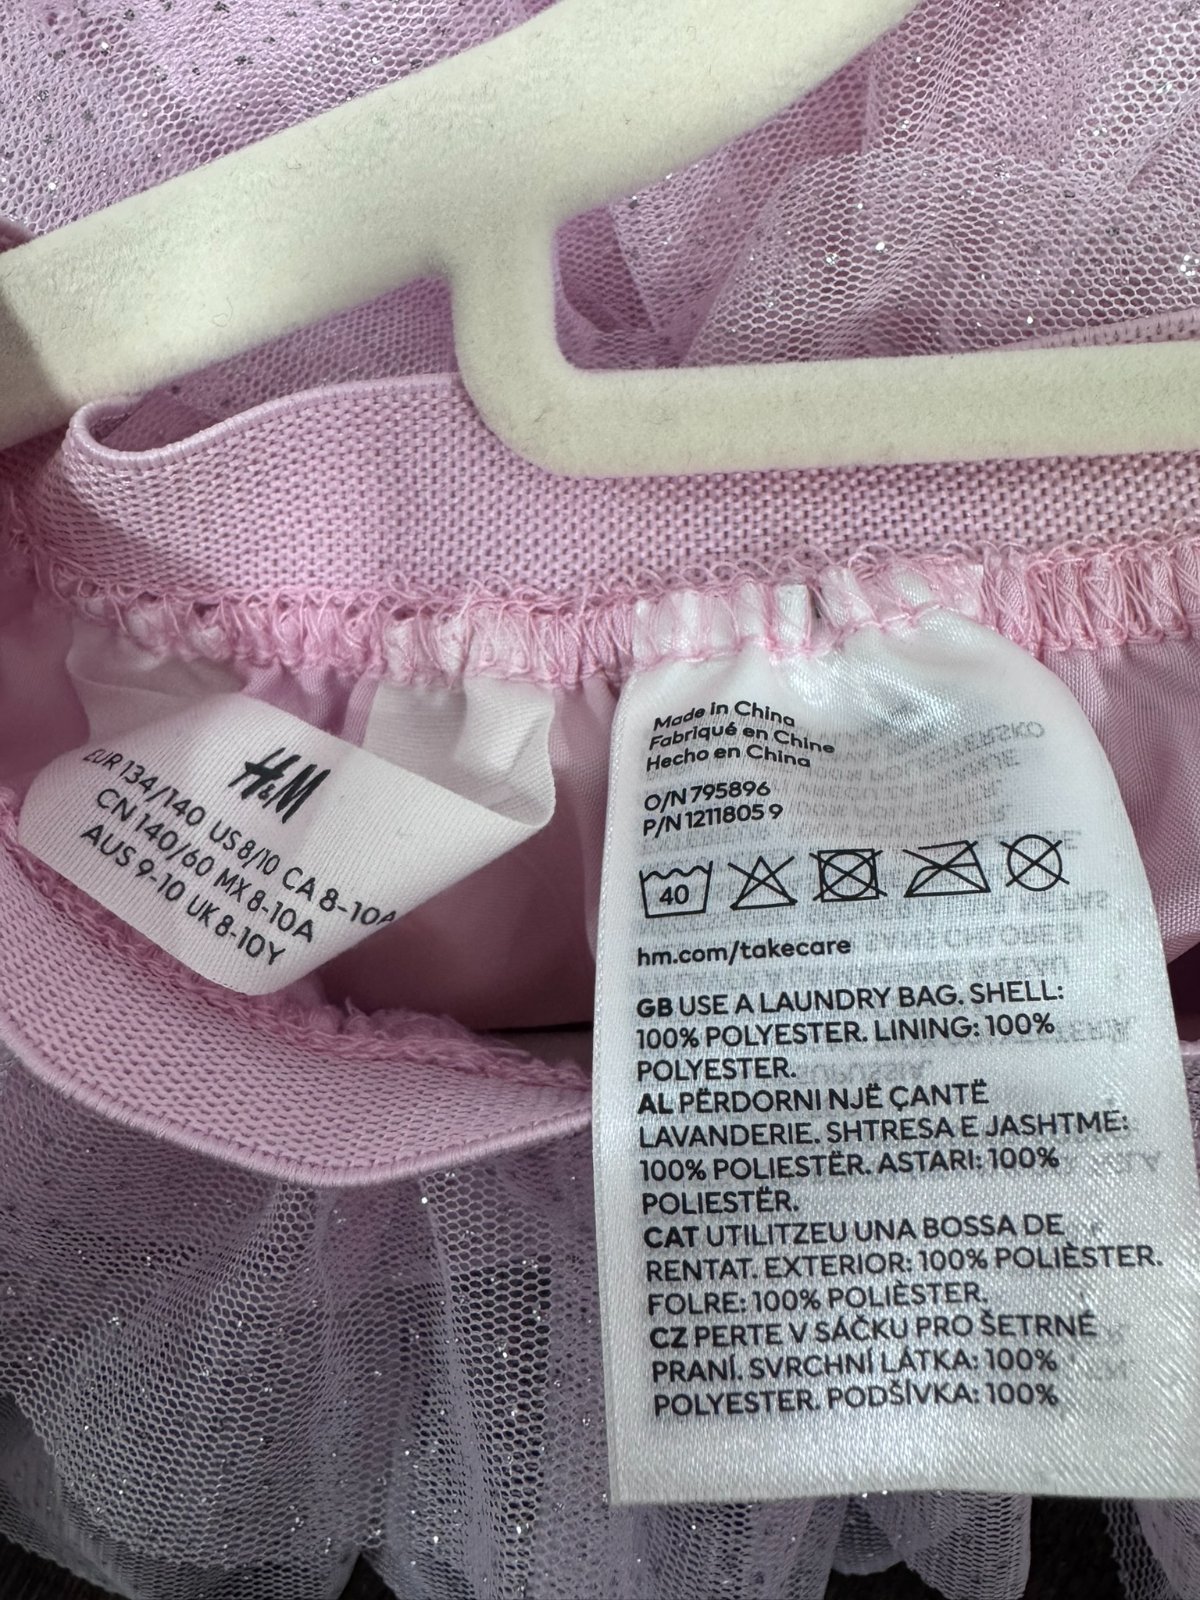 H&M
EUR 134/140 US 8/10 CA 8-10A
CN 140/60 MX 8-10A
AUS 9-10 UK 8-10Y
Made in China
Fabriqué en Chine
Hecho en China
O/N 795896
P/N 1211805 9
40
hm.com/takecare
GB USE A LAUNDRY BAG. SHELL:
100% POLYESTER. LINING: 100%
POLYESTER.
AL PËRDORNI NJË ÇANTË
LAVANDERIE. SHTRESA E JASHTME:
100% POLIESTËR. ASTARI: 100%
POLIESTËR.
CAT UTILITZEU UNA BOSSA DE
RENTAT. EXTERIOR: 100% POLIÈSTER.
FOLRE: 100% POLIÈSTER.
CZ PERTE V SÁČKU PRO ŠETRNÉ
PRANÍ. SVRCHNÍ LÁTKA: 100%
POLYESTER. PODŠÍVKA: 100%